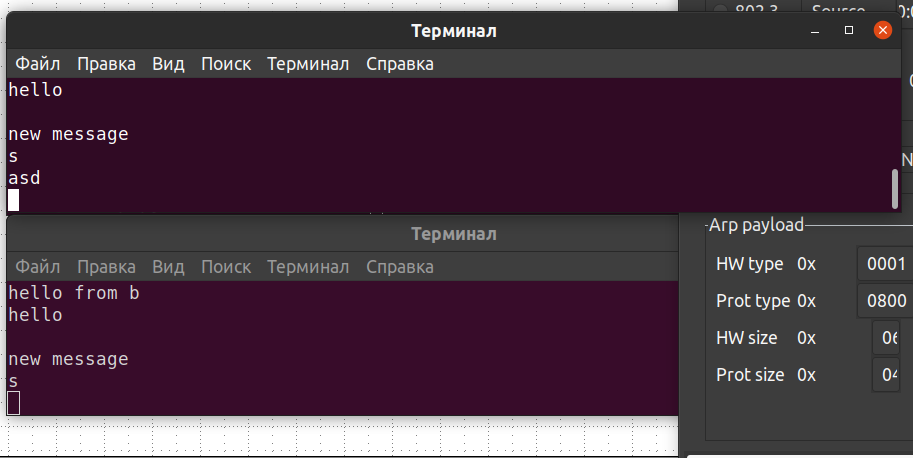 802.3 Source
Терминал
Файл Правка Вид Поиск Терминал Справка
hello
new message
s
asd
Терминал
Файл Правка Вид Поиск Терминал Справка
hello from b
hello
new message
s
Arp payload
HW type 0x 0001
Prot type 0x 0800
HW size 0x 06
Prot size 0x 04